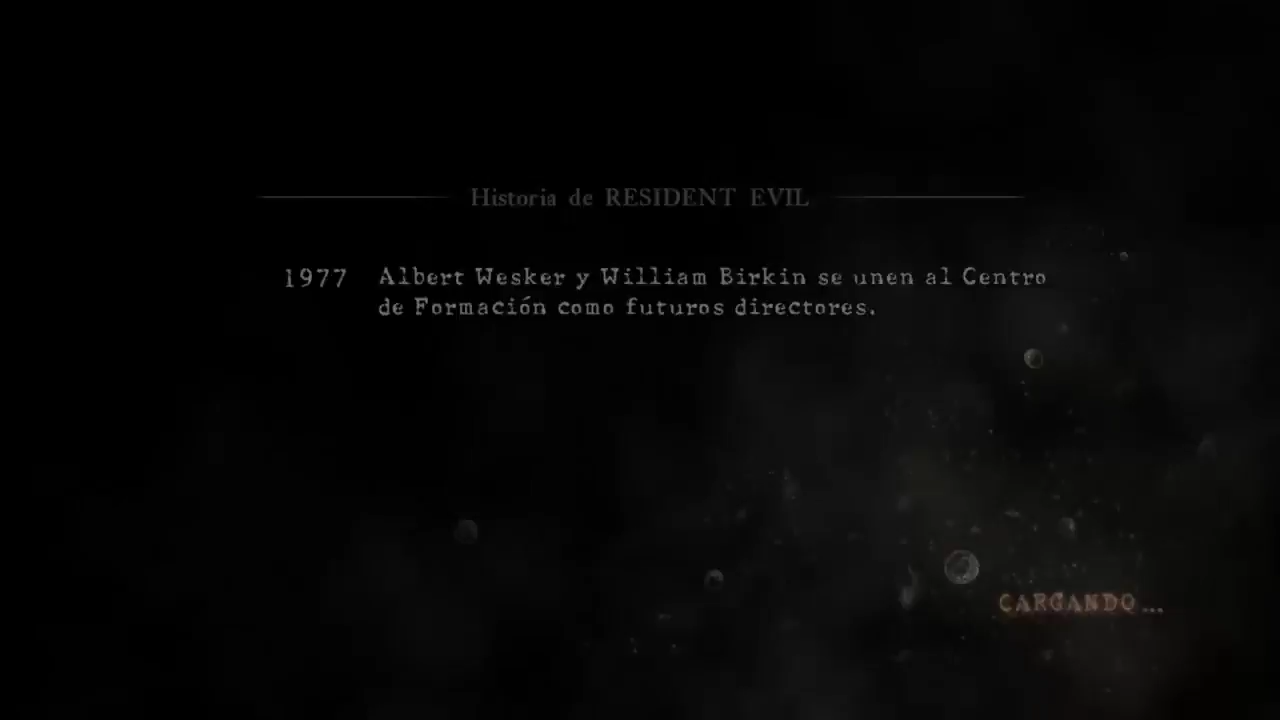 Historia de RESIDENT EVIL
1977 Albert Wesker y William Birkin se unen al Centro
de Formación como futuros directores.
CARGANDO...